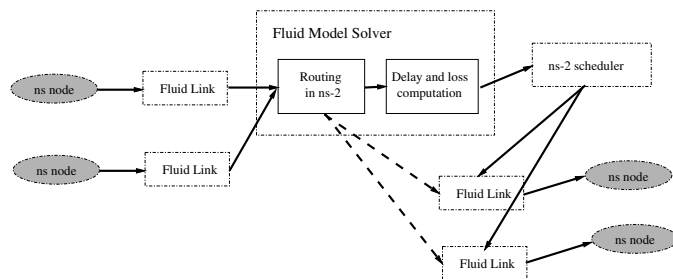 Fluid Model Solver
ns node
Fluid Link
Routing
in ns-2
Delay and loss
computation
ns-2 scheduler
ns node
Fluid Link
Fluid Link
ns node
Fluid Link
ns node